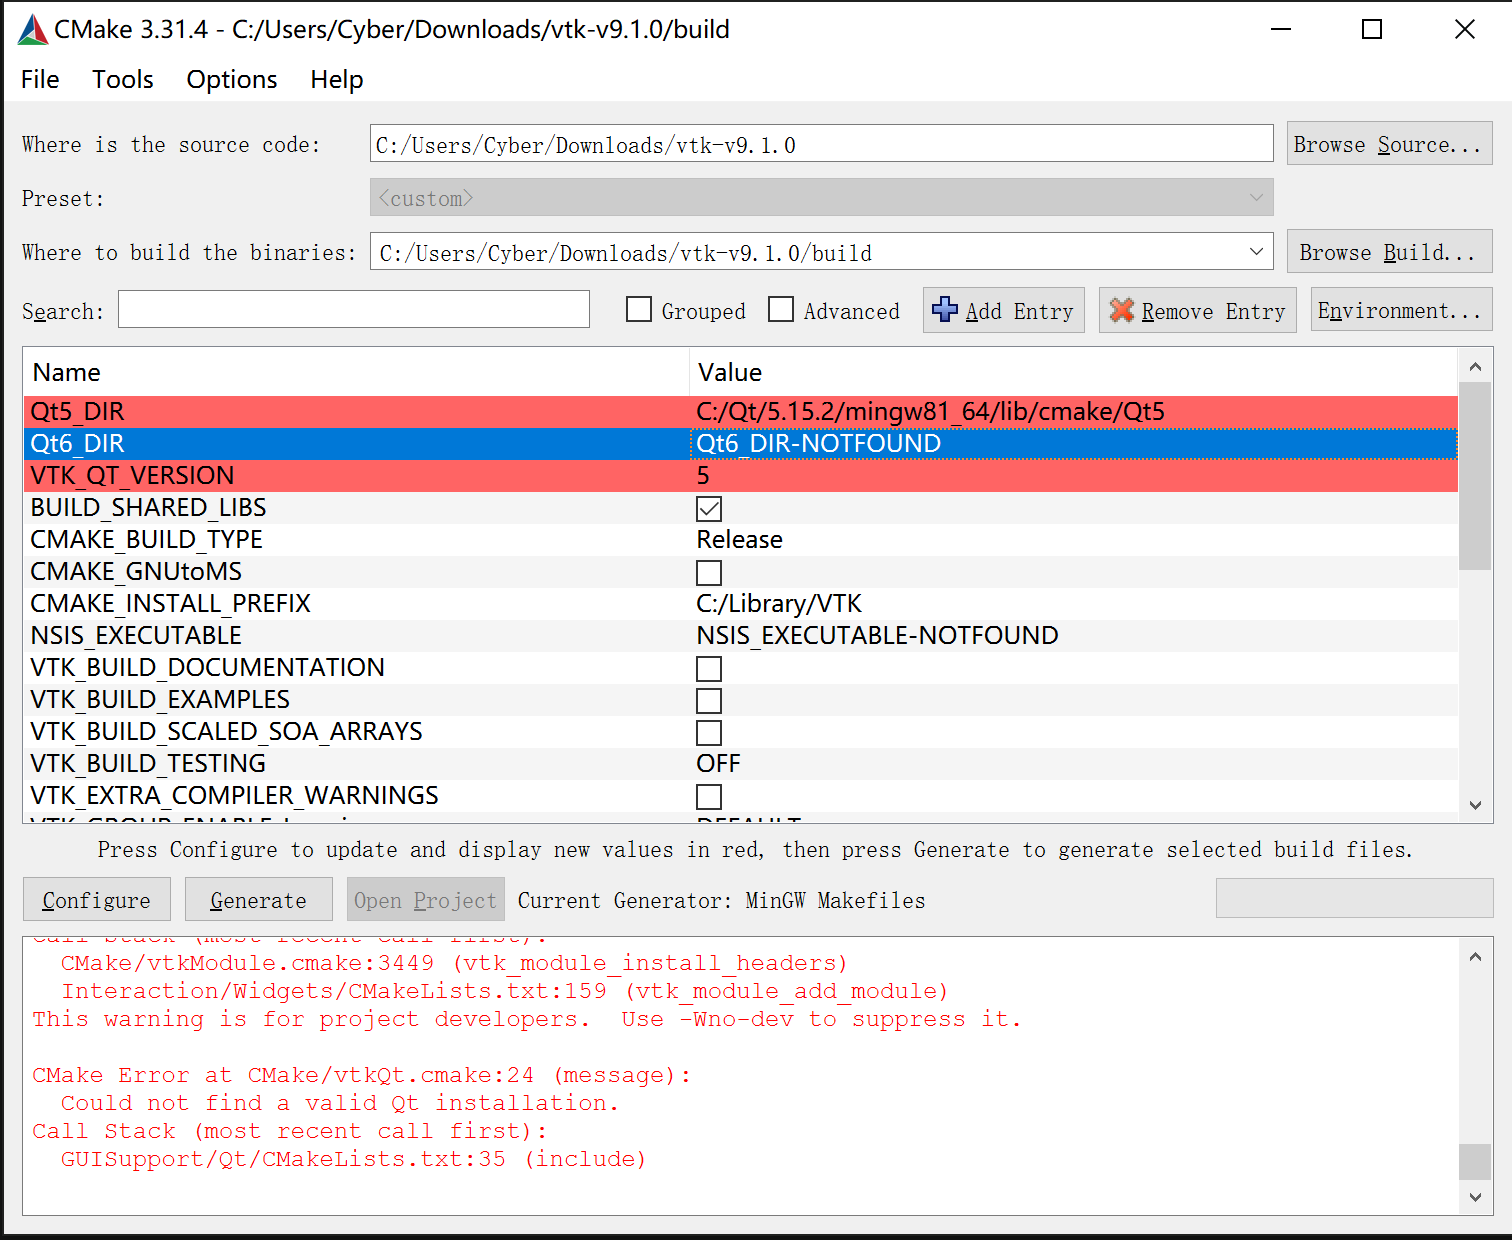 CMake 3.31.4 - C:/Users/Cyber/Downloads/vtk-v9.1.0/build
File Tools Options Help
Where is the source code: C:/Users/Cyber/Downloads/vtk-v9.1.0 Browse Source...
Preset: <custom>
Where to build the binaries: C:/Users/Cyber/Downloads/vtk-v9.1.0/build Browse Build...
Search: Grouped Advanced Add Entry Remove Entry Environment...
Name Value
Qt5_DIR C:/Qt/5.15.2/mingw81_64/lib/cmake/Qt5
Qt6_DIR Qt6_DIR-NOTFOUND
VTK_QT_VERSION 5
BUILD_SHARED_LIBS
CMAKE_BUILD_TYPE Release
CMAKE_GNUtoMS
CMAKE_INSTALL_PREFIX C:/Library/VTK
NSIS_EXECUTABLE NSIS_EXECUTABLE-NOTFOUND
VTK_BUILD_DOCUMENTATION
VTK_BUILD_EXAMPLES
VTK_BUILD_SCALED_SOA_ARRAYS
VTK_BUILD_TESTING OFF
VTK_EXTRA_COMPILER_WARNINGS
Press Configure to update and display new values in red, then press Generate to generate selected build files.
Configure Generate Open Project Current Generator: MinGW Makefiles
Call Stack (most recent call first):
CMake/vtkModule.cmake:3449 (vtk_module_install_headers)
Interaction/Widgets/CMakeLists.txt:159 (vtk_module_add_module)
This warning is for project developers.  Use -Wno-dev to suppress it.
CMake Error at CMake/vtkQt.cmake:24 (message):
Could not find a valid Qt installation.
Call Stack (most recent call first):
GUISupport/Qt/CMakeLists.txt:35 (include)